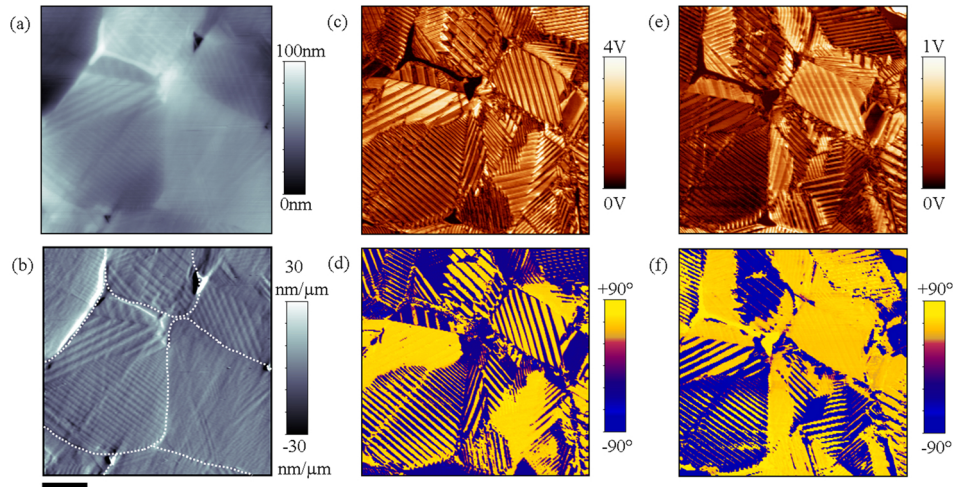 (a)
100nm
0nm
(c)
4V
0V
(e)
1V
0V
(b)
30
nm/µm
-30
nm/µm
(d)
+90°
-90°
(f)
+90°
-90°